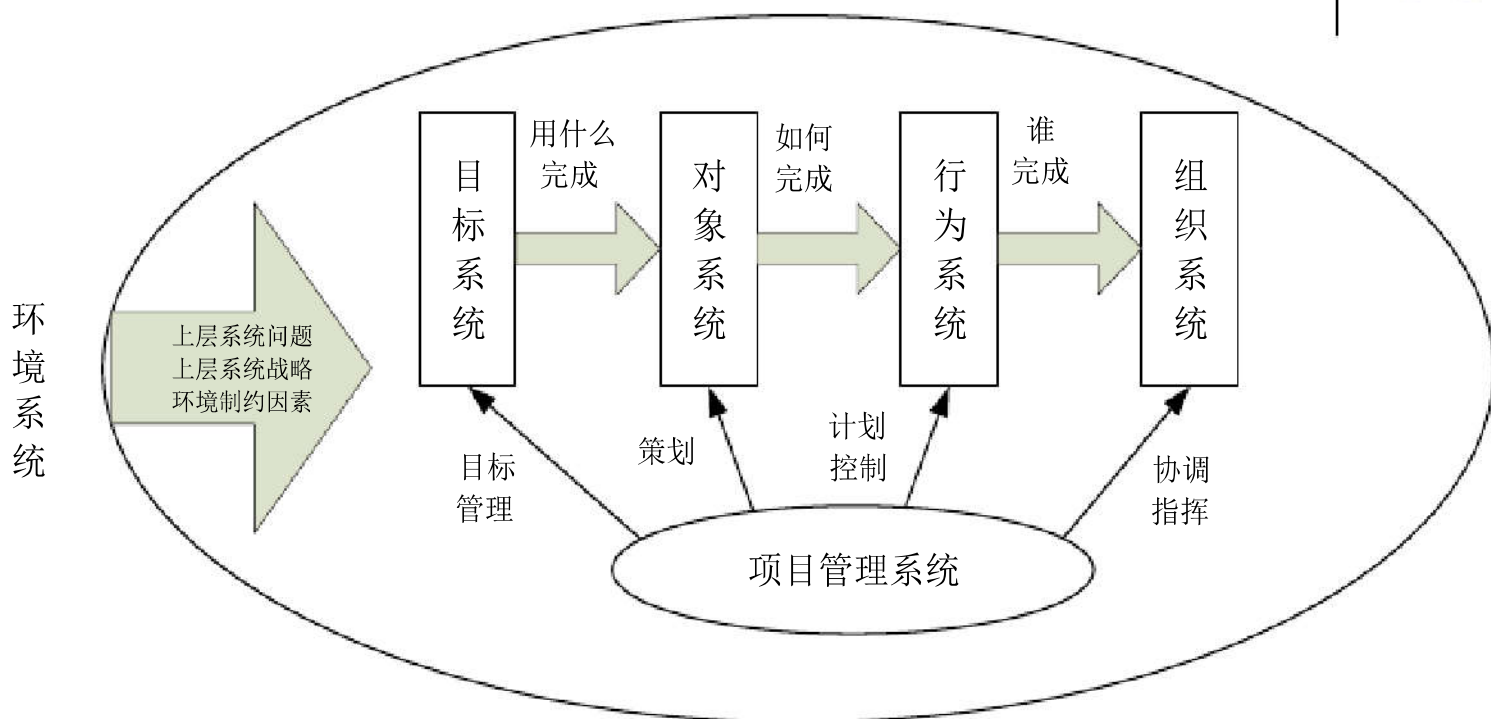 环境系统
上层系统问题
上层系统战略
环境制约因素
目标系统
用什么
完成
对象系统
如何
完成
行为系统
谁
完成
组织系统
目标
管理
策划
计划
控制
协调
指挥
项目管理系统